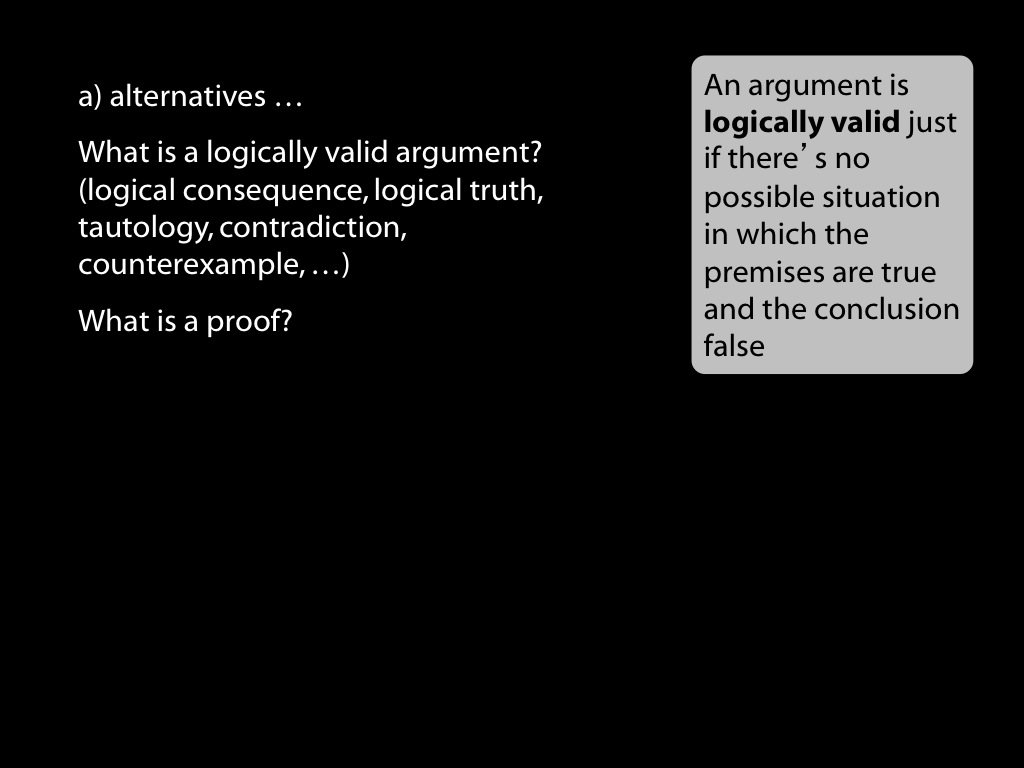 a) alternatives …
What is a logically valid argument?
(logical consequence, logical truth,
tautology, contradiction,
counterexample, …)
What is a proof?
An argument is
logically valid just
if there’ s no
possible situation
in which the
premises are true
and the conclusion
false